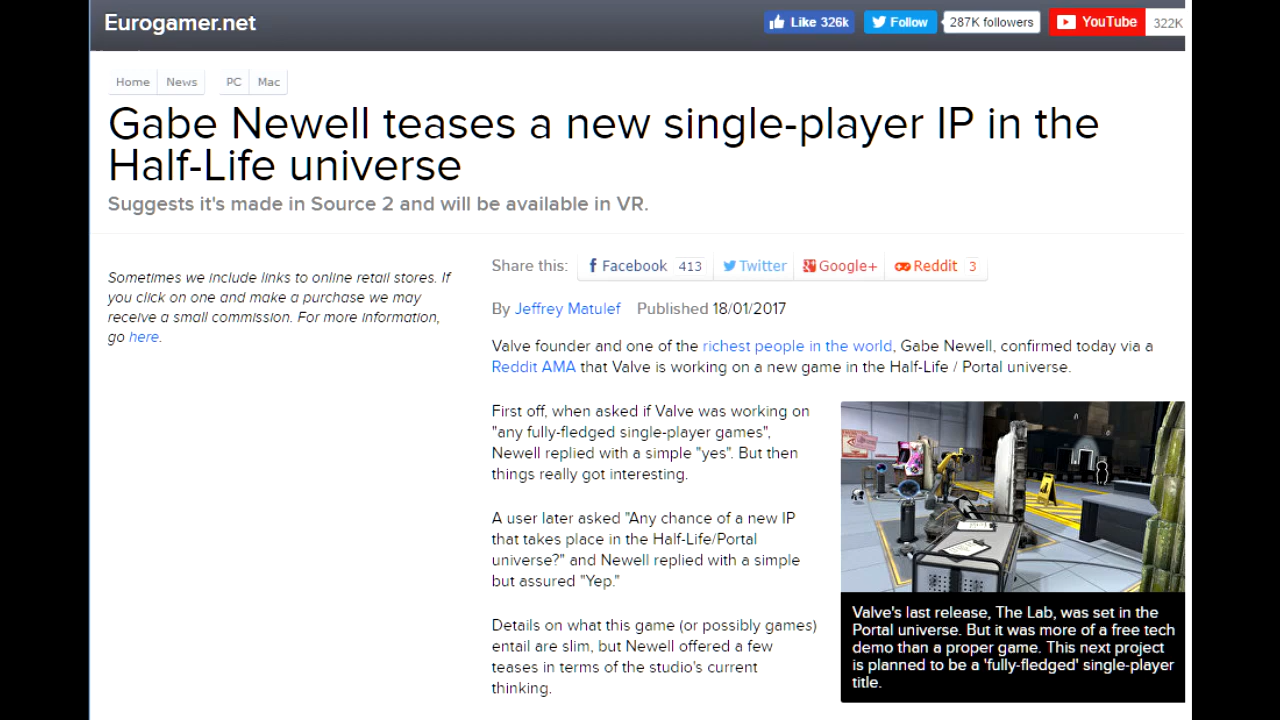 Eurogamer.net
Like 326k
Follow
287K followers
YouTube
322K
Home
News
PC
Mac
Gabe Newell teases a new single-player IP in the
Half-Life universe
Suggests it's made in Source 2 and will be available in VR.
Sometimes we include links to online retail stores. If
you click on one and make a purchase we may
receive a small commission. For more information,
go here.
Share this: Facebook 413 Twitter Google+ Reddit 3
By Jeffrey Matulef Published 18/01/2017
Valve founder and one of the richest people in the world, Gabe Newell, confirmed today via a
Reddit AMA that Valve is working on a new game in the Half-Life / Portal universe.
First off, when asked if Valve was working on
"any fully-fledged single-player games",
Newell replied with a simple "yes". But then
things really got interesting.
A user later asked "Any chance of a new IP
that takes place in the Half-Life/Portal
universe?" and Newell replied with a simple
but assured "Yep."
Details on what this game (or possibly games)
entail are slim, but Newell offered a few
teases in terms of the studio's current
thinking.
Valve's last release, The Lab, was set in the
Portal universe. But it was more of a free tech
demo than a proper game. This next project
is planned to be a 'fully-fledged' single-player
title.